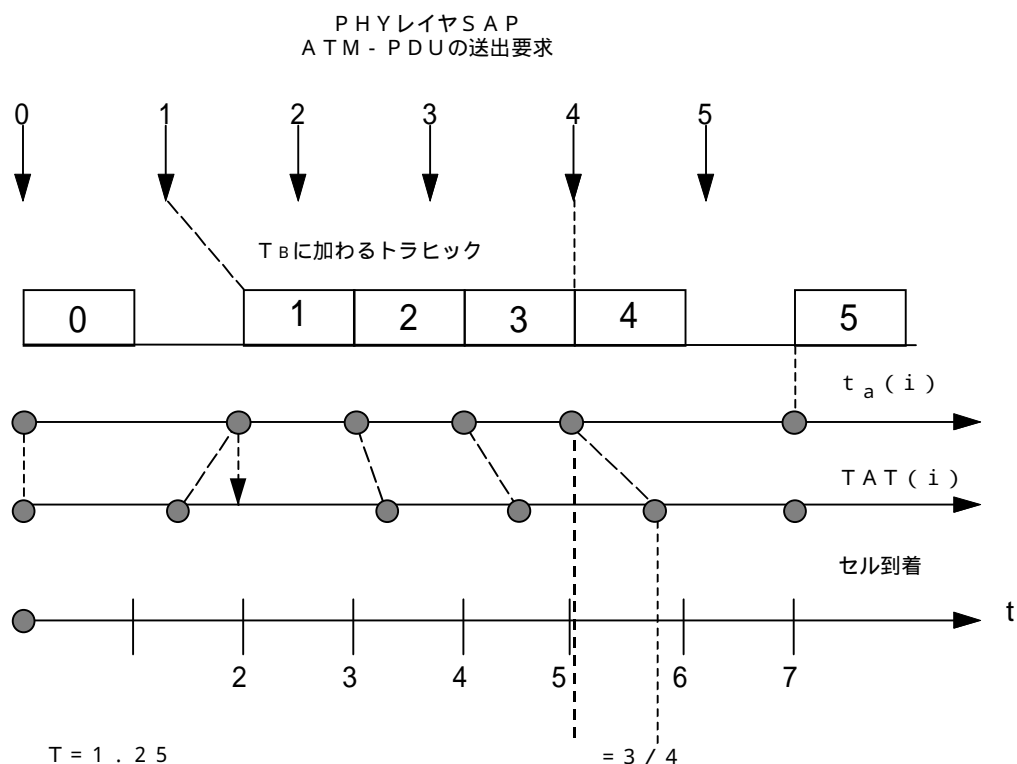 ＰＨＹレイヤＳＡＰ
ＡＴＭ‐ＰＤＵの送出要求
0 1 2 3 4 5
ＴBに加わるトラヒック
0 1 2 3 4 5
ｔa（ｉ）
ＴＡＴ（ｉ）
セル到着
t
2 3 4 5 6 7
Ｔ＝１．２５ ＝３／４